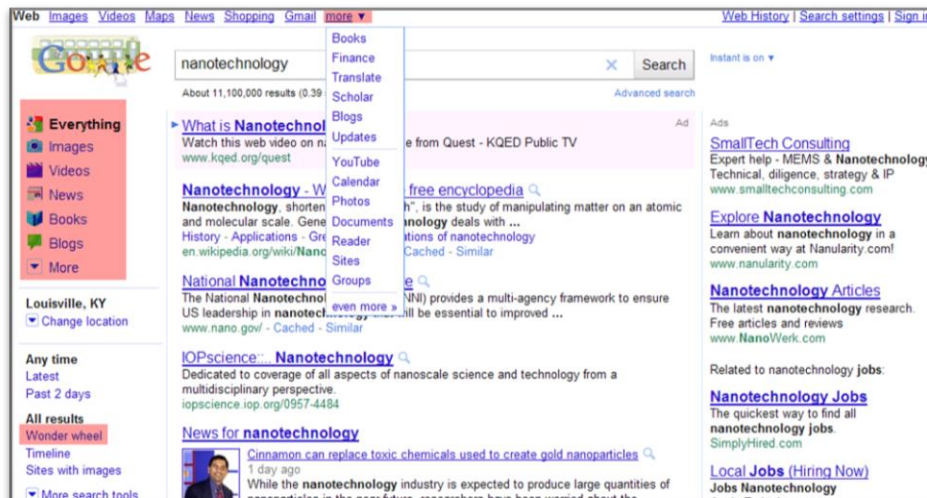 Web Images Videos Maps News Shopping Gmail more ▼
Web History | Search settings | Sign in
Google
nanotechnology
Search
Instant is on ▼
About 11,100,000 results (0.39
Advanced search
Books
Finance
Translate
Scholar
Blogs
Updates
YouTube
Calendar
Photos
Documents
Reader
Sites
Groups
even more »
Everything
Images
Videos
News
Books
Blogs
More
Louisville, KY
Change location
Any time
Latest
Past 2 days
All results
Wonder wheel
Timeline
Sites with images
More search tools
What is Nanotechnol
Ad
Watch this video on na e from Quest - KQED Public TV
www.kqed.org/quest
Nanotechnology - W free encyclopedia
Nanotechnology, shorten h", is the study of manipulating matter on an atomic
and molecular scale. Gene nology deals with ...
History - Applications - Gre ations of nanotechnology
en.wikipedia.org/wiki/Nano Cached - Similar
National Nanotechno e
The National Nanotechnol NNI) provides a multi-agency framework to ensure
US leadership in nanotech will be essential to improved ...
www.nano.gov/ - Cached - Similar
IOPscience::.. Nanotechnology
Dedicated to coverage of all aspects of nanoscale science and technology from a
multidisciplinary perspective.
iopscience.iop.org/0957-4484
News for nanotechnology
Cinnamon can replace toxic chemicals used to create gold nanoparticles
1 day ago
While the nanotechnology industry is expected to produce large quantities of
Ads
SmallTech Consulting
Expert help - MEMS & Nanotechnology
Technical, diligence, strategy & IP
www.smalltechconsulting.com
Explore Nanotechnology
Learn about nanotechnology in a
convenient way at Nanularity.com!
www.nanularity.com
Nanotechnology Articles
The latest nanotechnology research.
Free articles and reviews
www.NanoWerk.com
Related to nanotechnology jobs:
Nanotechnology Jobs
The quickest way to find all
nanotechnology jobs.
SimplyHired.com
Local Jobs (Hiring Now)
Jobs Nanotechnology